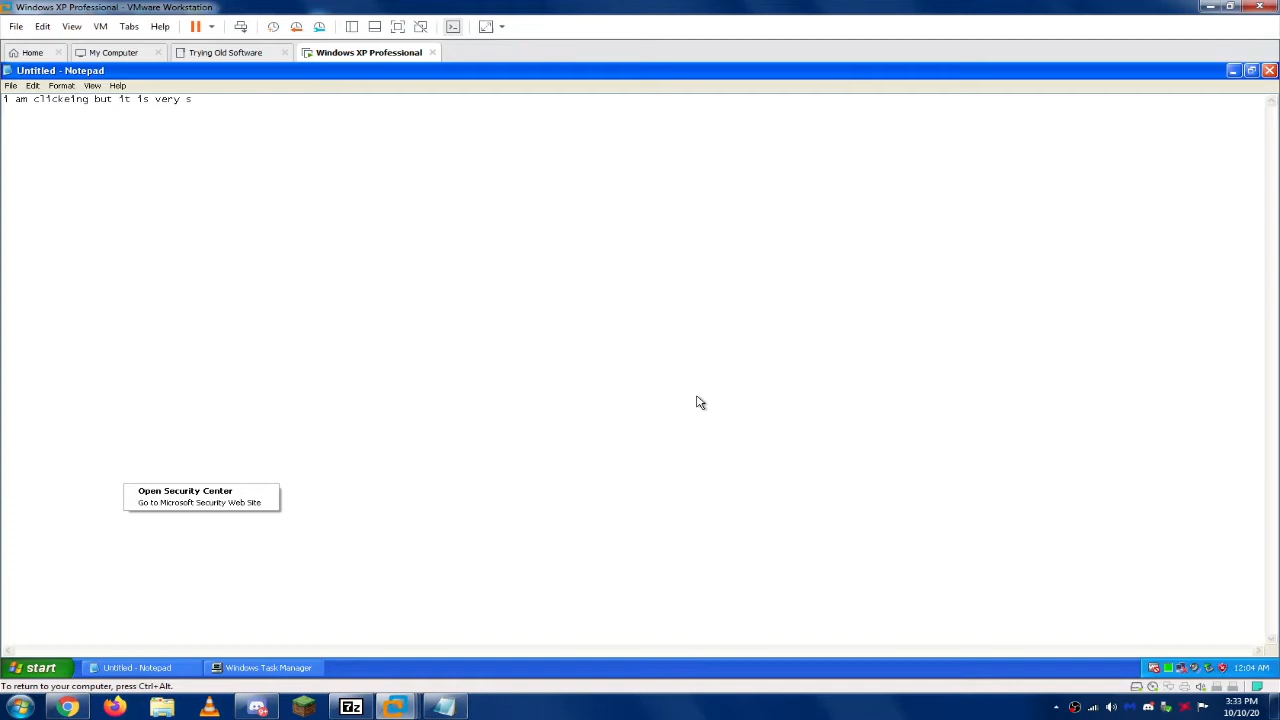 Windows XP Professional - VMware Workstation
File Edit View VM Tabs Help
Home My Computer Trying Old Software Windows XP Professional
Untitled - Notepad
File Edit Format View Help
i am clickeing but it is very s
Open Security Center
Go to Microsoft Security Web Site
start Untitled - Notepad Windows Task Manager 12:04 AM
To return to your computer, press Ctrl+Alt.
7z
3:33 PM
10/10/20